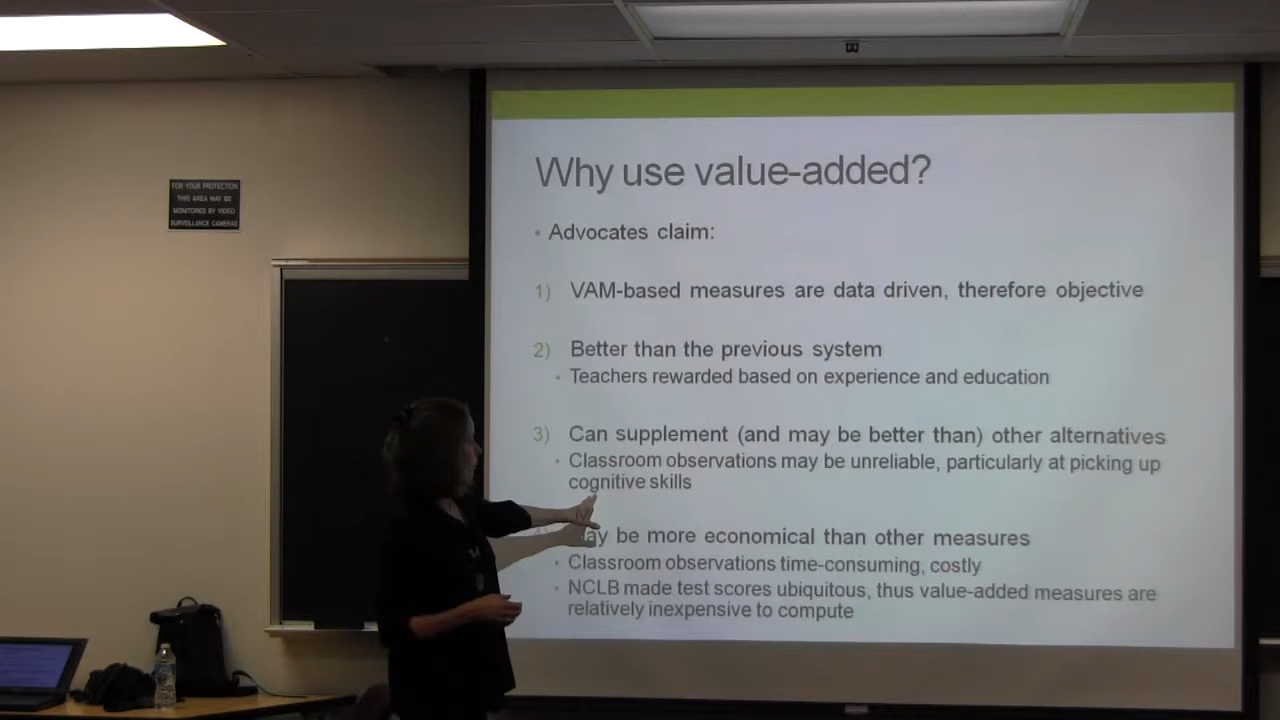 FOR YOUR PROTECTION
THIS AREA MAY BE
MONITORED BY VIDEO
SURVEILLANCE CAMERAS
Why use value-added?
• Advocates claim:
1) VAM-based measures are data driven, therefore objective
2) Better than the previous system
• Teachers rewarded based on experience and education
3) Can supplement (and may be better than) other alternatives
• Classroom observations may be unreliable, particularly at picking up
cognitive skills
be more economical than other measures
• Classroom observations time-consuming, costly
• NCLB made test scores ubiquitous, thus value-added measures are
relatively inexpensive to compute